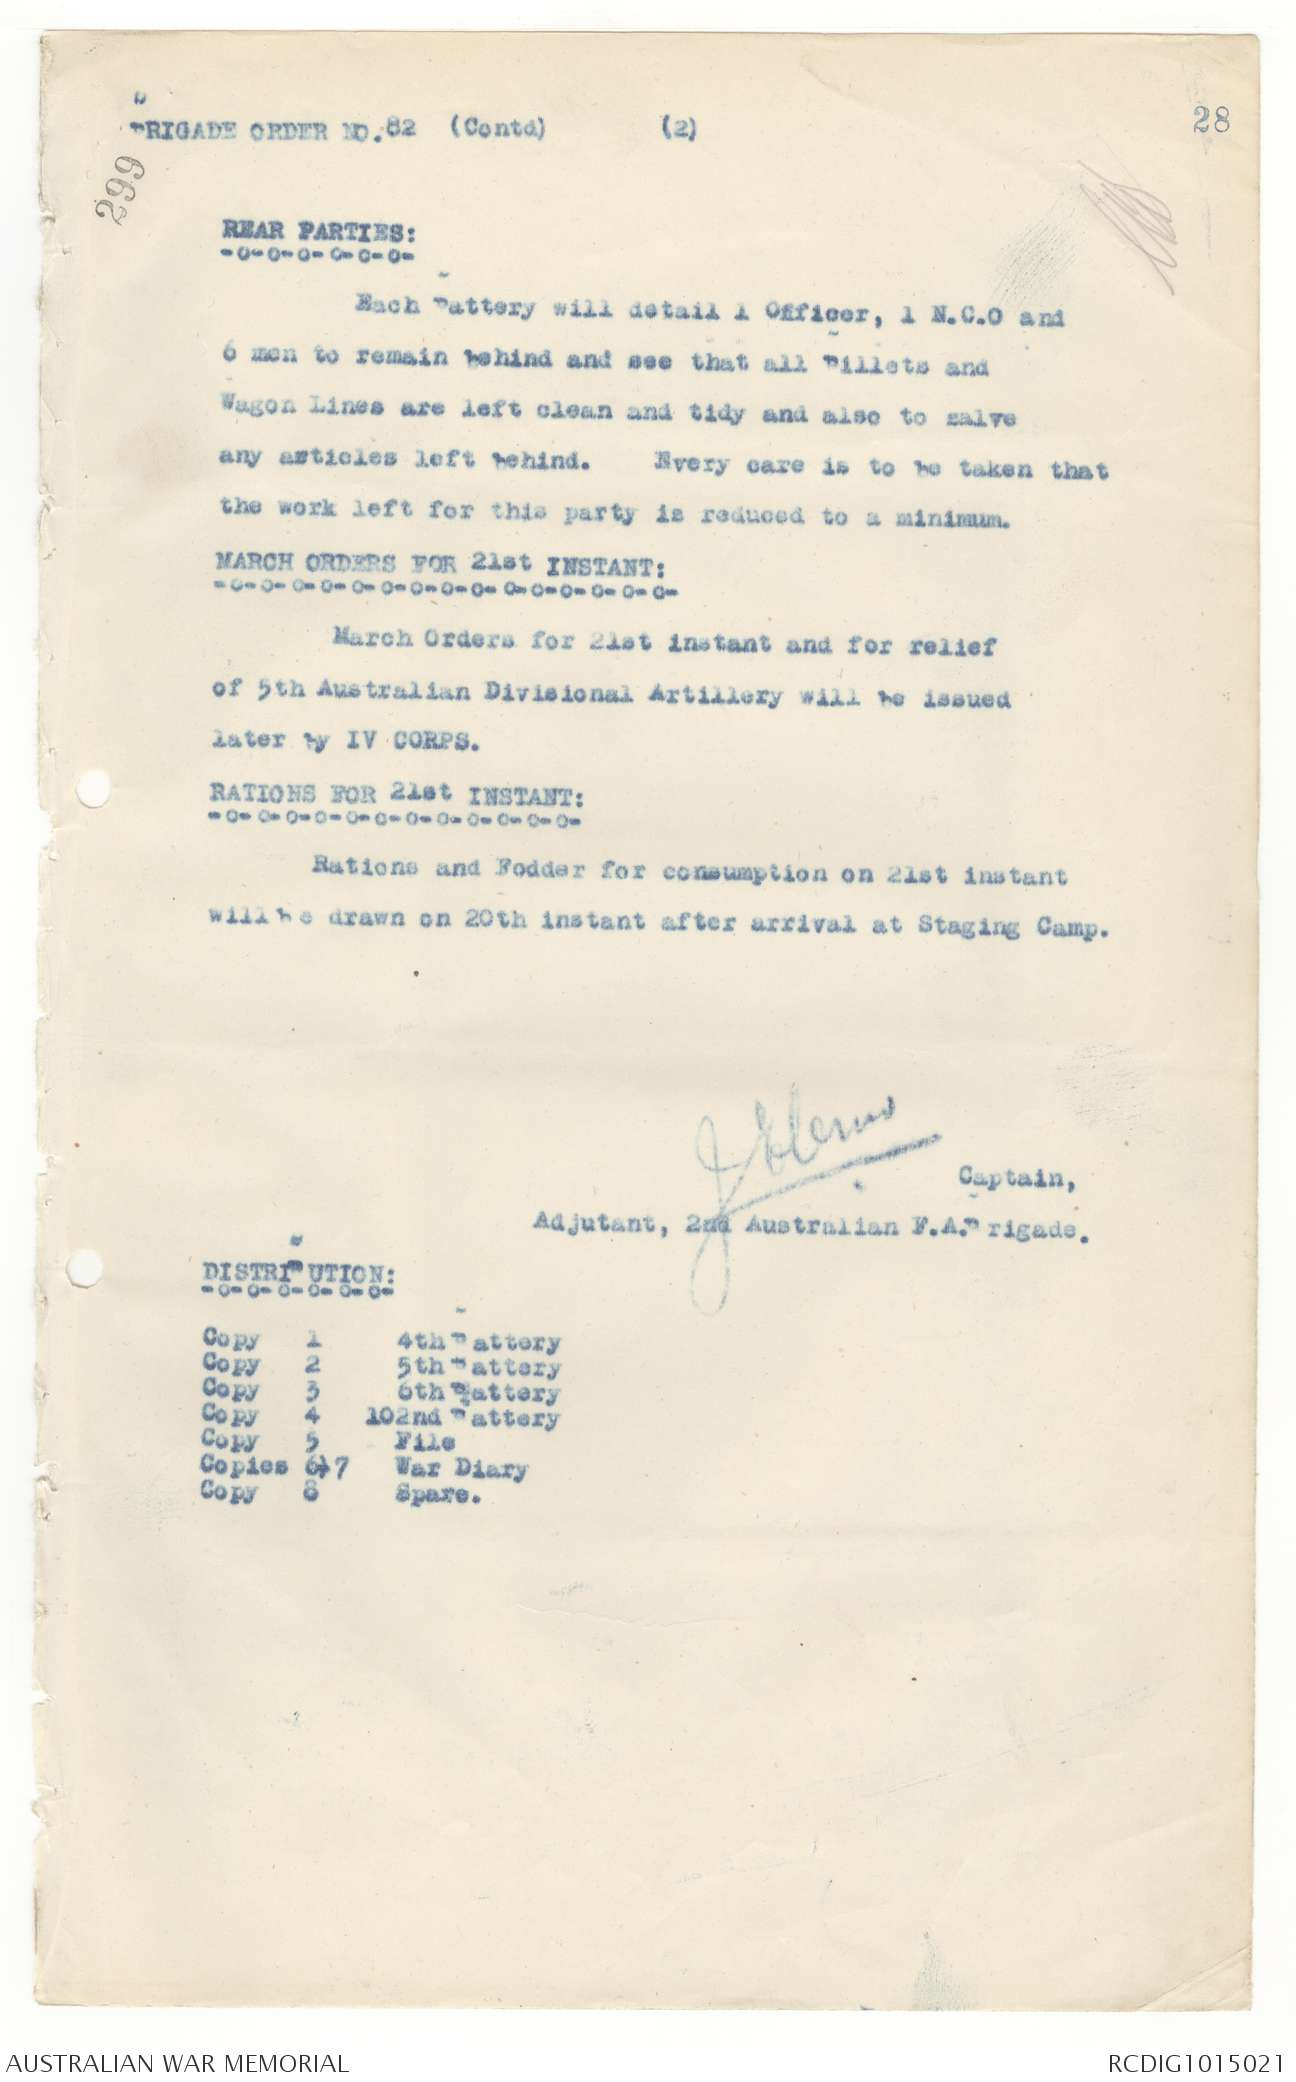 BRIGADE ORDER NO.82 (Contd) (2)
28
299
REAR PARTIES:
-o-o-o-o-o-o-
Each Battery will detail 1 Officer, 1 N.C.O and
6 men to remain behind and see that all Billets and
Wagon Lines are left clean and tidy and also to salve
any articles left behind. Every care is to be taken that
the work left for this party is reduced to a minimum.
MARCH ORDERS FOR 21st INSTANT:
-o-o-o-o-o-o-o-o-o-o-o-o-o-o-o-
March Orders for 21st instant and for relief
of 5th Australian Divisional Artillery will be issued
later by IV CORPS.
RATIONS FOR 21st INSTANT:
-o-o-o-o-o-o-o-o-o-o-o-o-
Rations and Fodder for consumption on 21st instant
will be drawn on 20th instant after arrival at Staging Camp.
Captain,
Adjutant, 2nd Australian F.A.Brigade.
DISTRIBUTION:
-o-o-o-o-o-o-
Copy 1 4th Battery
Copy 2 5th Battery
Copy 3 6th Battery
Copy 4 102nd Battery
Copy 5 File
Copies 6+7 War Diary
Copy 8 Spare.
AUSTRALIAN WAR MEMORIAL
RCDIG1015021